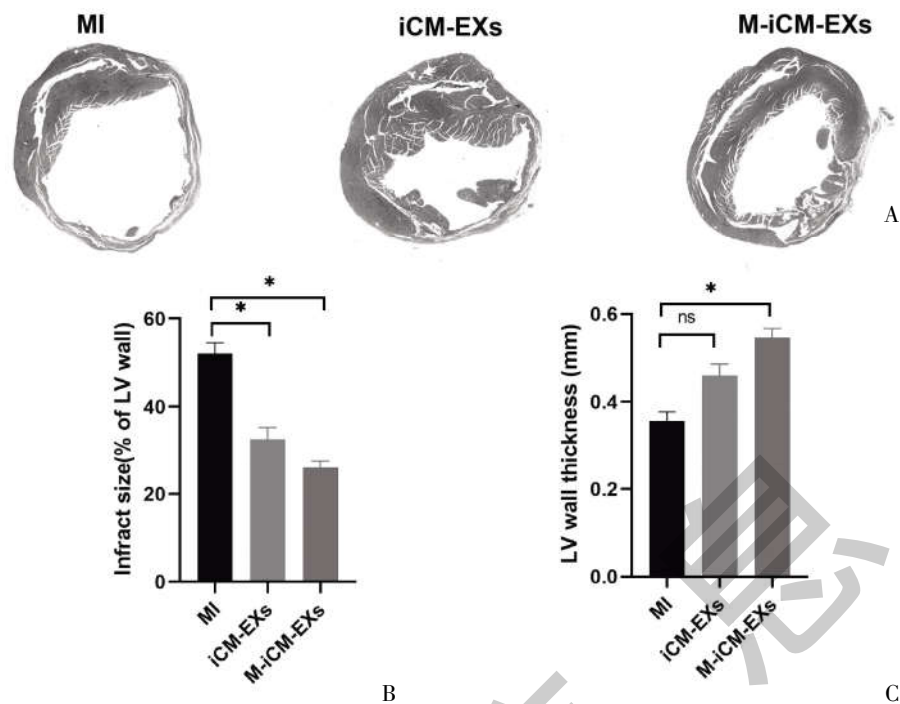 MI iCM-EXs M-iCM-EXs
A
*
*
60
40
20
0
Infract size(% of LV wall)
MI
iCM-EXs
M-iCM-EXs
B
*
ns
0.6
0.4
0.2
0.0
LV wall thickness (mm)
MI
iCM-EXs
M-iCM-EXs
C
息